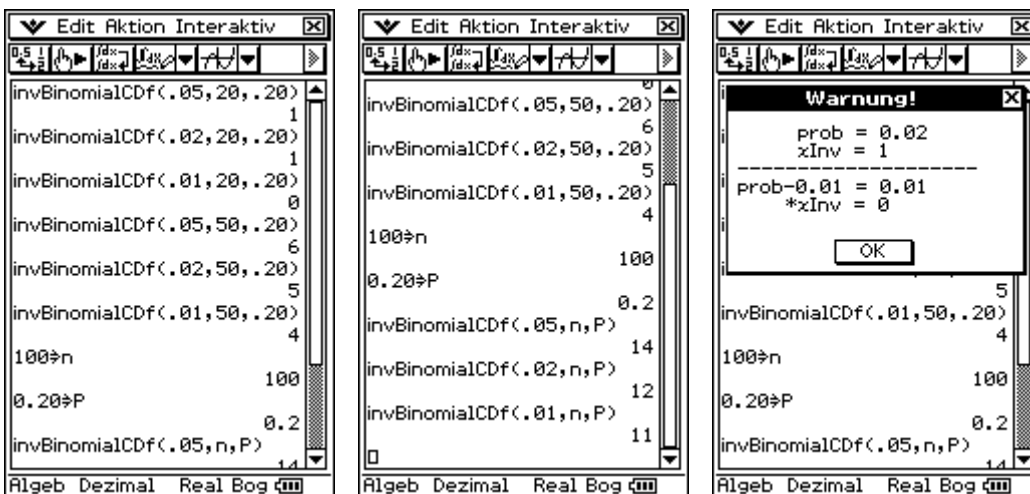 Edit Aktion Interaktiv
invBinomialCDf(.05,20,.20)
1
invBinomialCDf(.02,20,.20)
1
invBinomialCDf(.01,20,.20)
0
invBinomialCDf(.05,50,.20)
6
invBinomialCDf(.02,50,.20)
5
invBinomialCDf(.01,50,.20)
4
100⇒n
100
0.20⇒P
0.2
invBinomialCDf(.05,n,P)
14
Algeb Dezimal Real Bog
Edit Aktion Interaktiv
0
invBinomialCDf(.05,50,.20)
6
invBinomialCDf(.02,50,.20)
5
invBinomialCDf(.01,50,.20)
4
100⇒n
100
0.20⇒P
0.2
invBinomialCDf(.05,n,P)
14
invBinomialCDf(.02,n,P)
12
invBinomialCDf(.01,n,P)
11
Algeb Dezimal Real Bog
Edit Aktion Interaktiv
Warnung!
prob = 0.02
xInv = 1
prob-0.01 = 0.01
*xInv = 0
OK
5
invBinomialCDf(.01,50,.20)
4
100⇒n
100
0.20⇒P
0.2
invBinomialCDf(.05,n,P)
14
Algeb Dezimal Real Bog